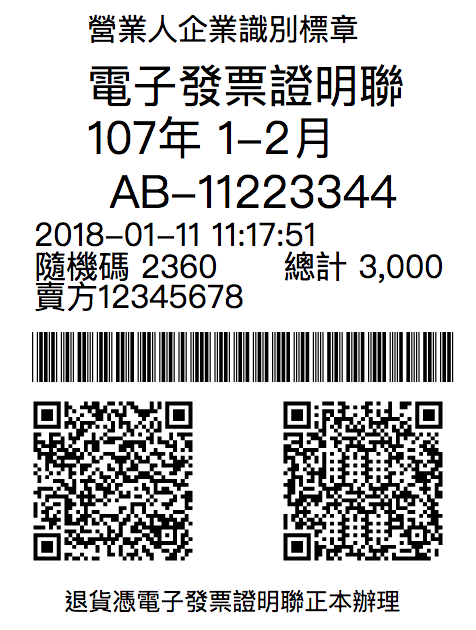 營業人企業識別標章
電子發票證明聯
107年 1-2月
AB-11223344
2018-01-11 11:17:51
隨機碼 2360 總計 3,000
賣方12345678
退貨憑電子發票證明聯正本辦理